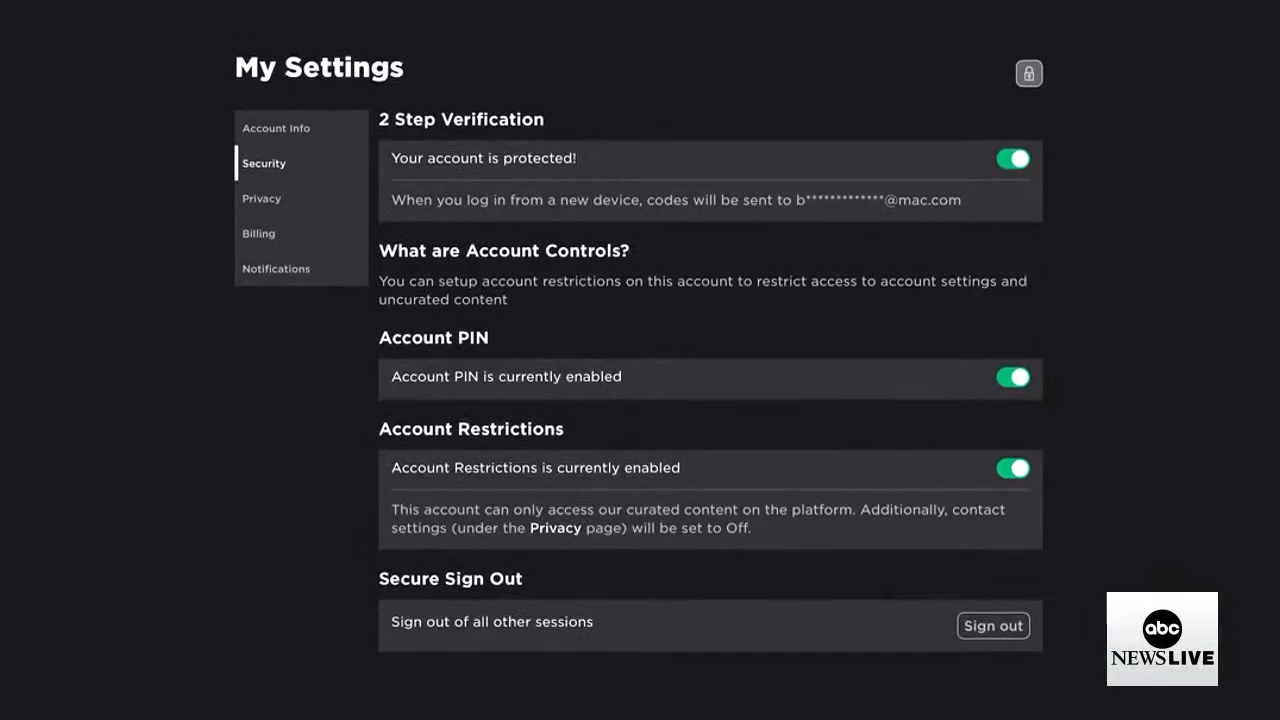 My Settings
Account Info
Security
Privacy
Billing
Notifications
2 Step Verification
Your account is protected!
When you log in from a new device, codes will be sent to b*************@mac.com
What are Account Controls?
You can setup account restrictions on this account to restrict access to account settings and
uncurated content
Account PIN
Account PIN is currently enabled
Account Restrictions
Account Restrictions is currently enabled
This account can only access our curated content on the platform. Additionally, contact
settings (under the Privacy page) will be set to Off.
Secure Sign Out
Sign out of all other sessions
Sign out
abc
NEWSLIVE